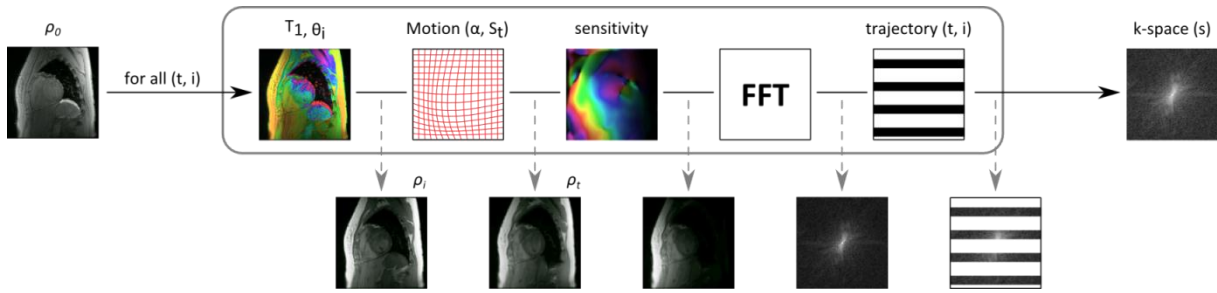 ρ0
for all (t, i)
T1, θi
Motion (α, St)
sensitivity
FFT
trajectory (t, i)
k-space (s)
ρi
ρt